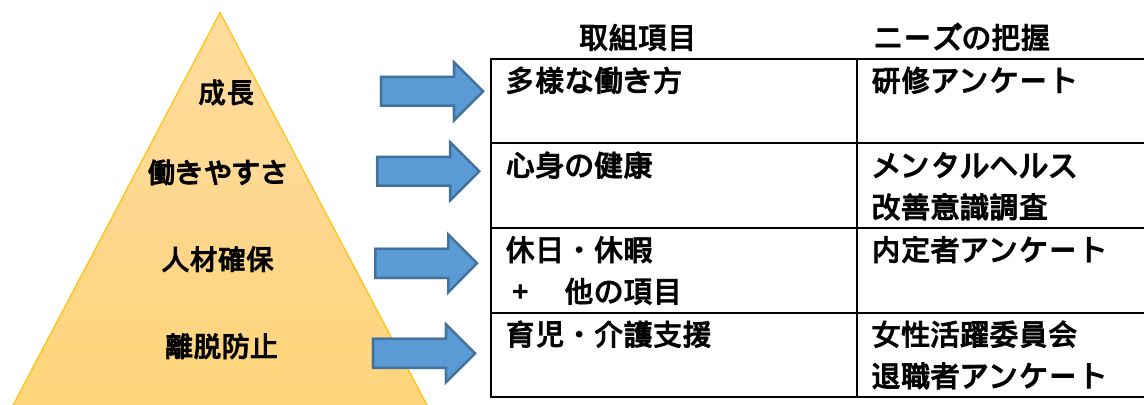 取組項目 ニーズの把握
成長 多様な働き方 研修アンケート
働きやすさ 心身の健康 メンタルヘルス
改善意識調査
人材確保 休日・休暇 内定者アンケート
+ 他の項目
離脱防止 育児・介護支援 女性活躍委員会
退職者アンケート